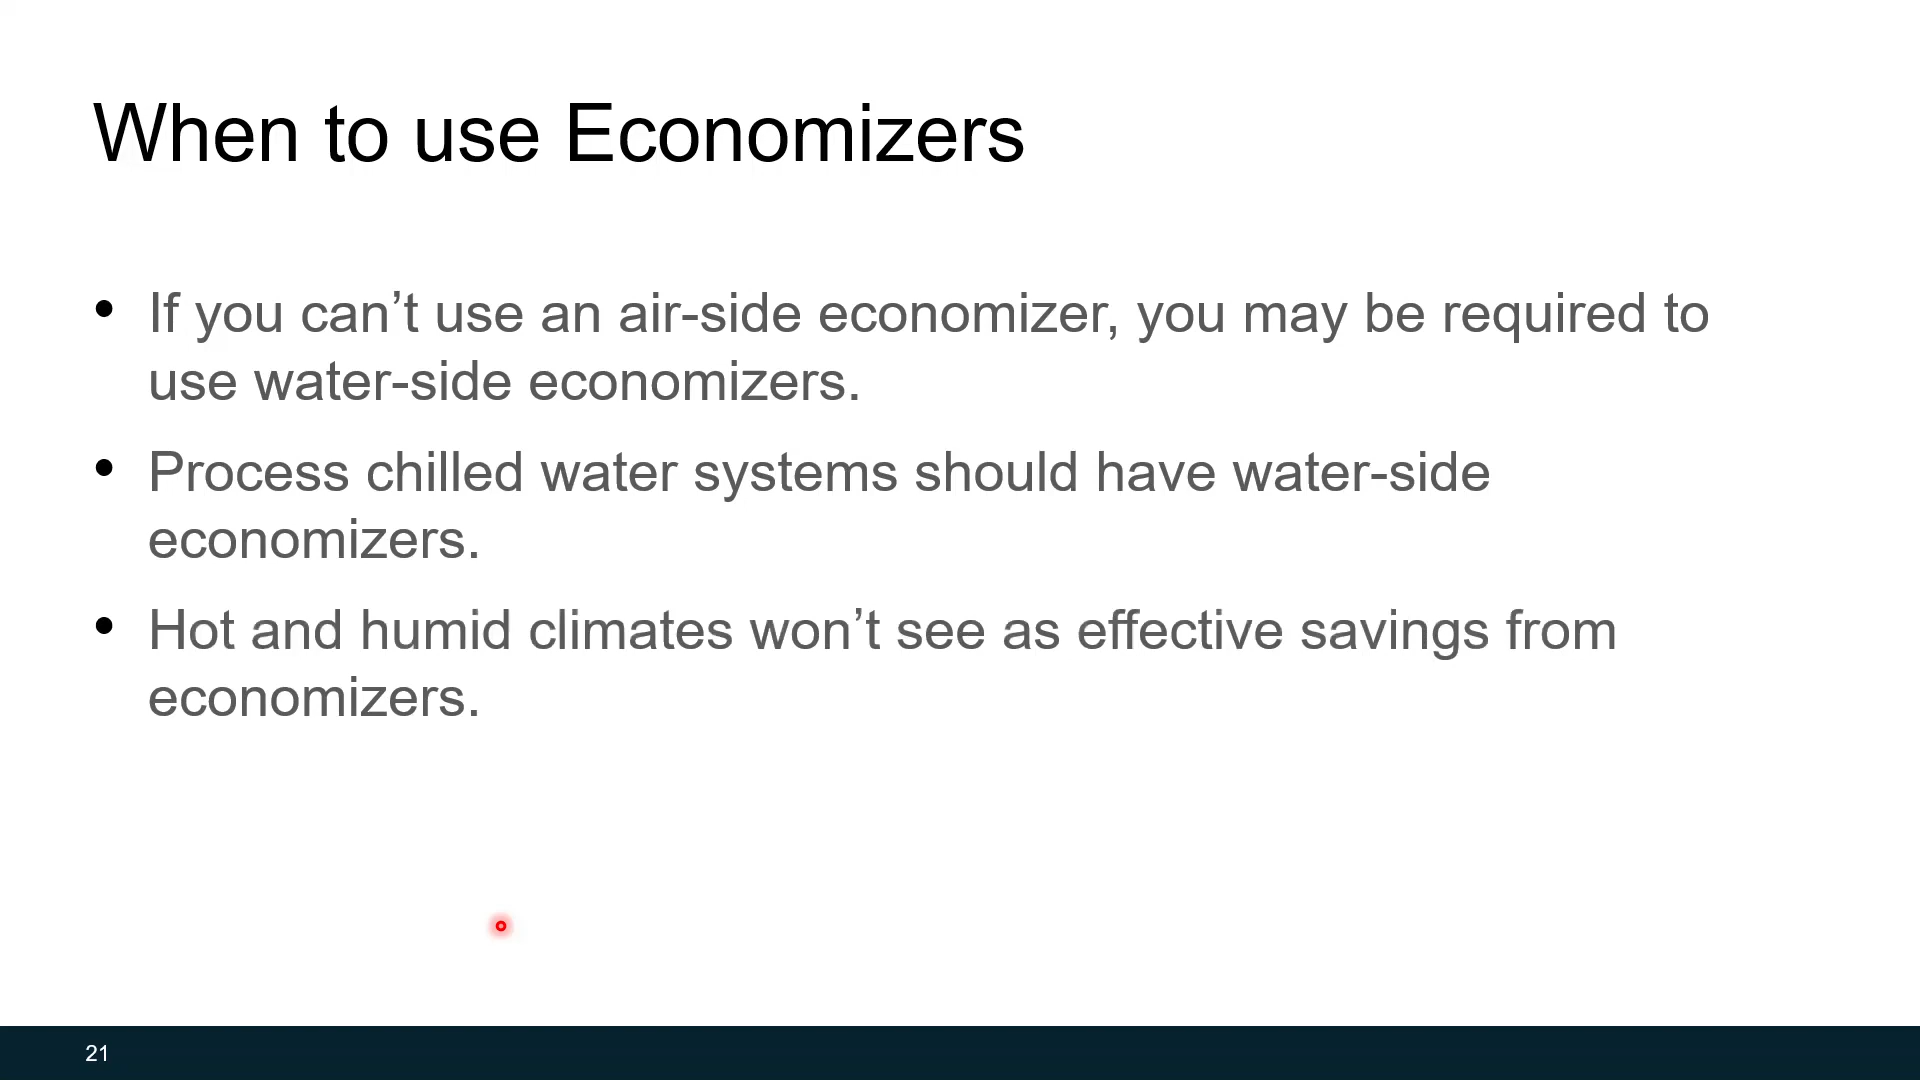 When to use Economizers
• If you can’t use an air-side economizer, you may be required to
use water-side economizers.
• Process chilled water systems should have water-side
economizers.
• Hot and humid climates won’t see as effective savings from
economizers.
21